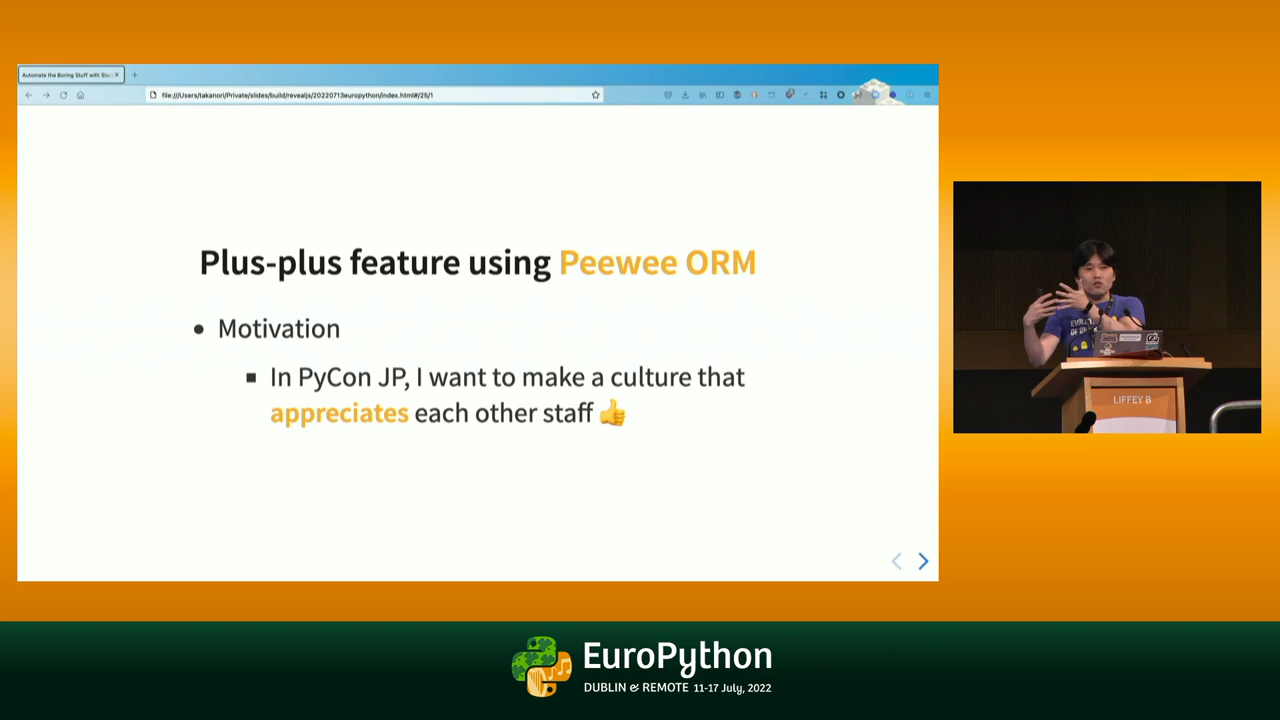 Automate the Boring Stuff with Sla
file:///Users/takanori/Private/slides/build/revealjs/20220713europython/index.html#/25/1
Plus-plus feature using Peewee ORM
Motivation
In PyCon JP, I want to make a culture that
appreciates each other staff 👍
LIFFEY B
EuroPython
DUBLIN & REMOTE 11-17 July, 2022